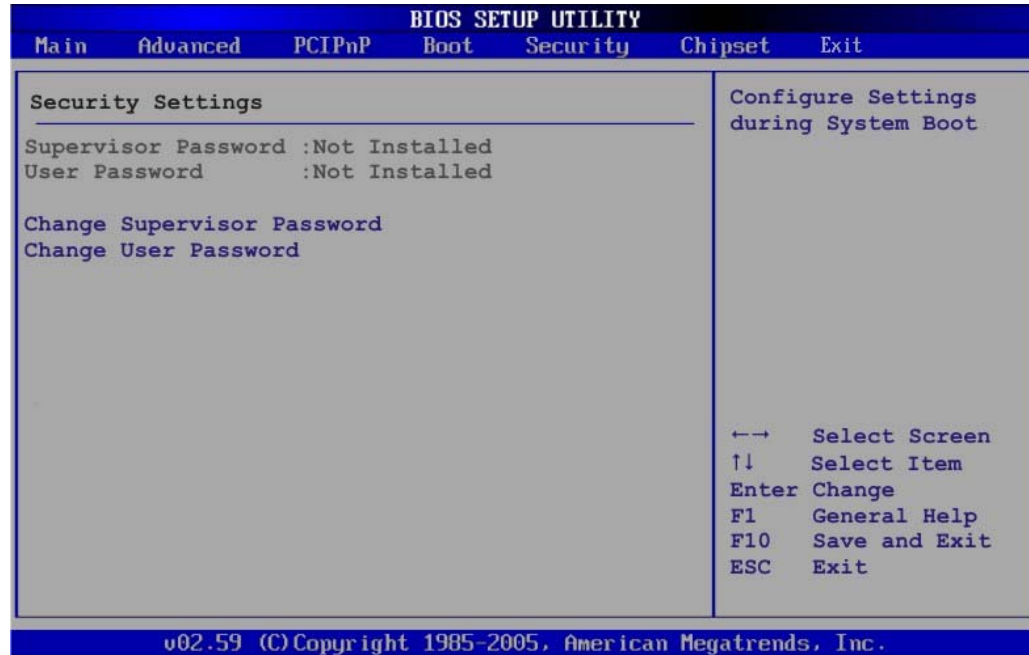 BIOS SETUP UTILITY
Main Advanced PCIPnP Boot Security Chipset Exit
Security Settings
Supervisor Password :Not Installed
User Password :Not Installed
Change Supervisor Password
Change User Password
Configure Settings
during System Boot
←→ Select Screen
↑↓ Select Item
Enter Change
F1 General Help
F10 Save and Exit
ESC Exit
v02.59 (C)Copyright 1985-2005, American Megatrends, Inc.